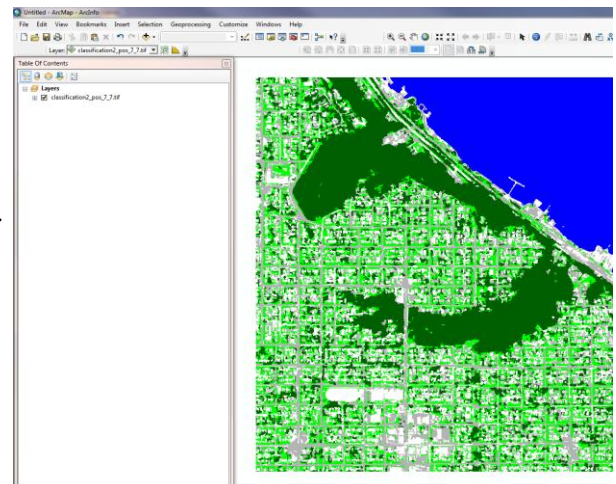 Untitled - ArcMap - ArcInfo
File Edit View Bookmarks Insert Selection Geoprocessing Customize Windows Help
Layer: classification2_pos_7_7.tif
Table Of Contents
Layers
classification2_pos_7_7.tif